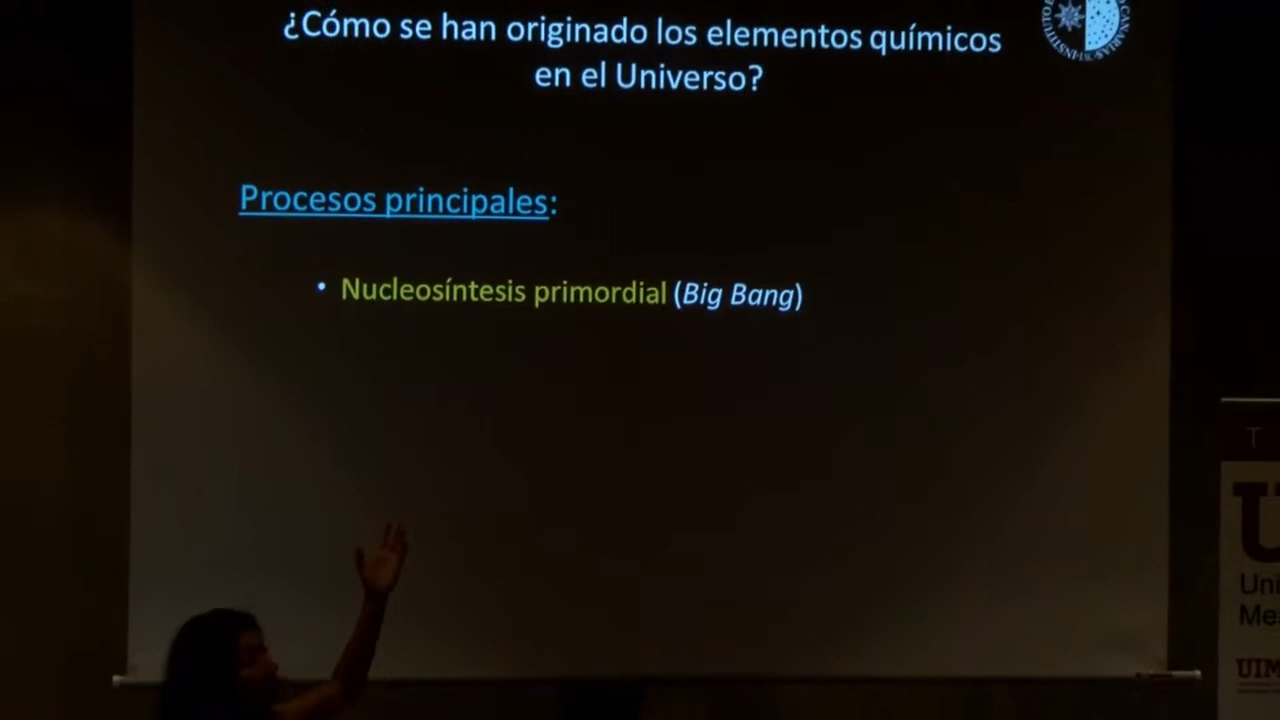 ¿Cómo se han originado los elementos químicos
en el Universo?
Procesos principales:
• Nucleosíntesis primordial (Big Bang)